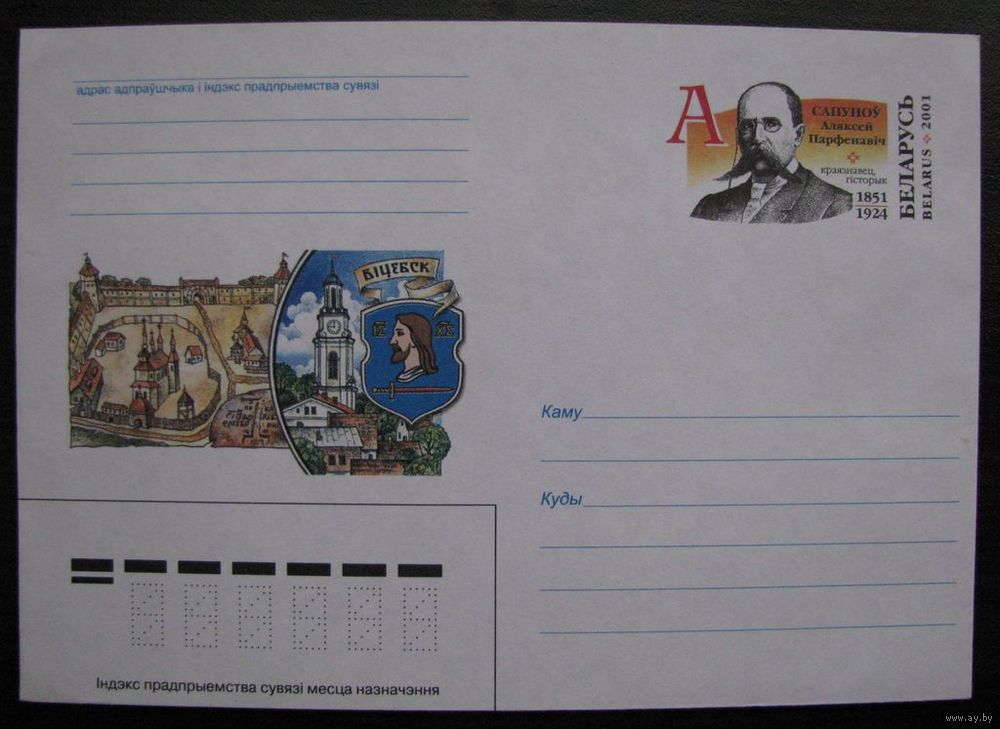 адрас адпраўшчыка і індэкс прадпрыемства сувязі
А
САПУНОЎ
Аляксей
Парфенавіч
краязнавец,
гісторык
1851
1924
БЕЛАРУСЬ
BELARUS 2001
ВІЦЕБСК
Каму
Куды
Індэкс прадпрыемства сувязі месца назначэння
www.ay.by